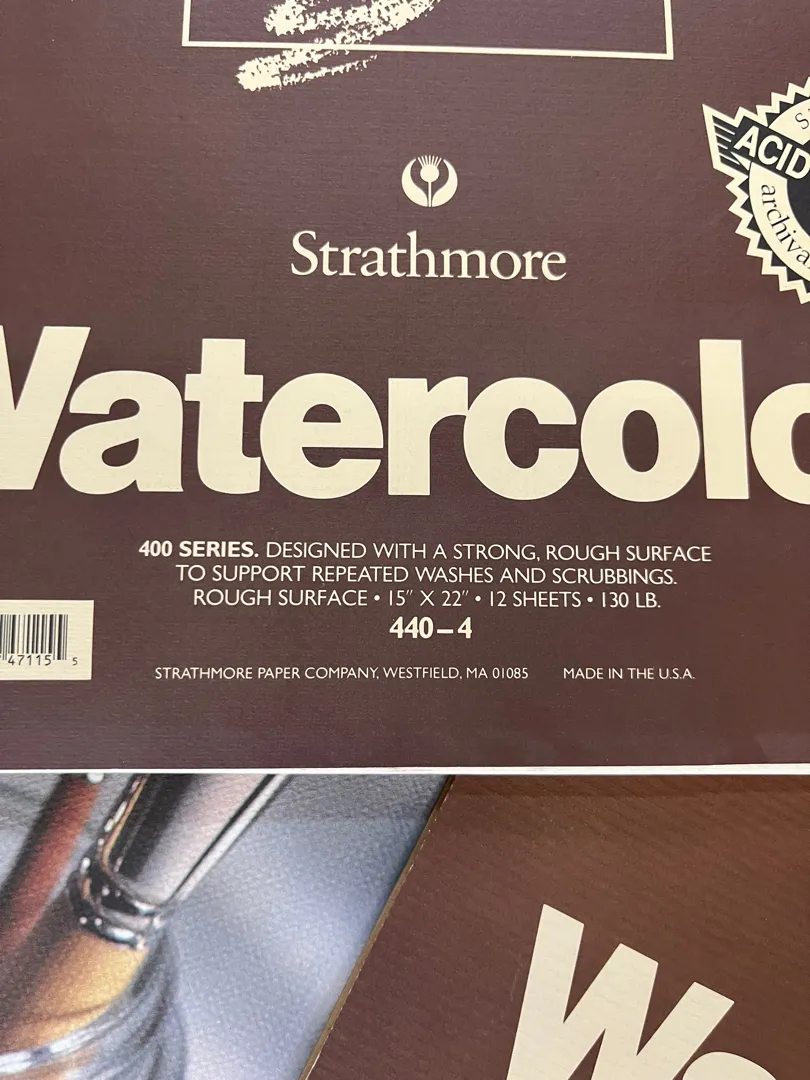 ACID
archiva
Strathmore
Watercolo
400 SERIES. DESIGNED WITH A STRONG, ROUGH SURFACE
TO SUPPORT REPEATED WASHES AND SCRUBBINGS.
ROUGH SURFACE • 15″ X 22″ • 12 SHEETS • 130 LB.
440–4
47115 5
STRATHMORE PAPER COMPANY, WESTFIELD, MA 01085 MADE IN THE U.S.A.
Wa